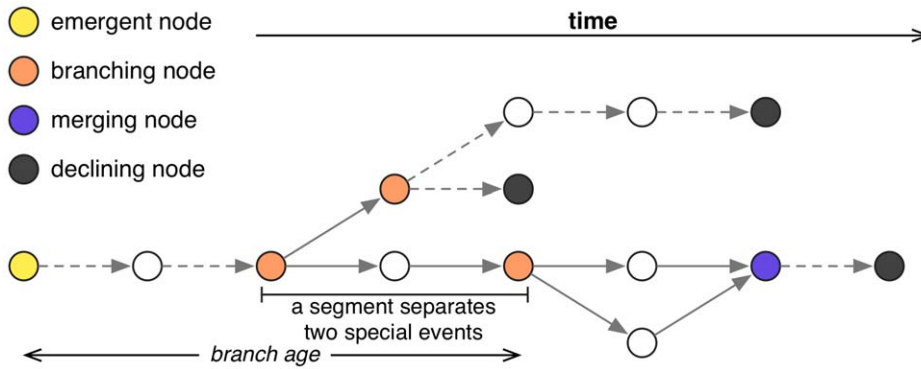 emergent node
time
branching node
merging node
declining node
a segment separates
two special events
branch age